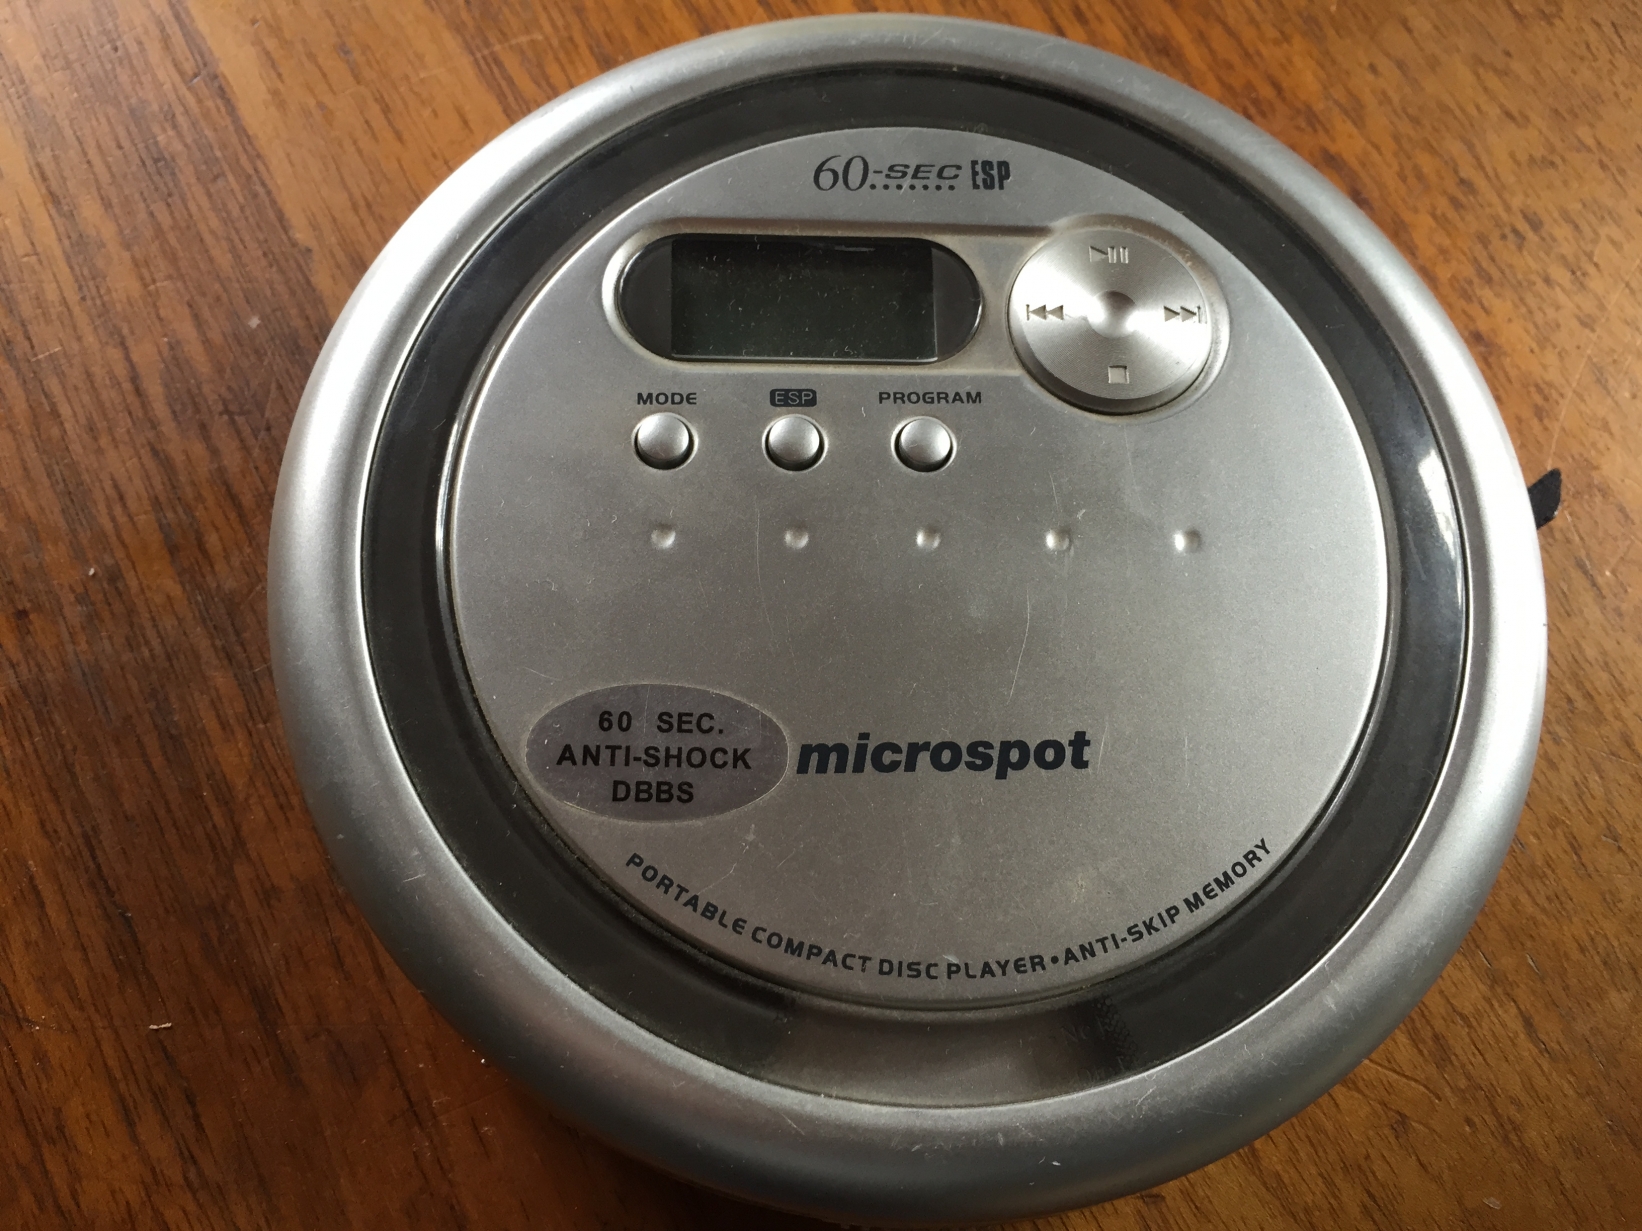 60-SEC ESP
MODE
ESP
PROGRAM
60 SEC.
ANTI-SHOCK
DBBS
microspot
PORTABLE COMPACT DISC PLAYER•ANTI-SKIP MEMORY